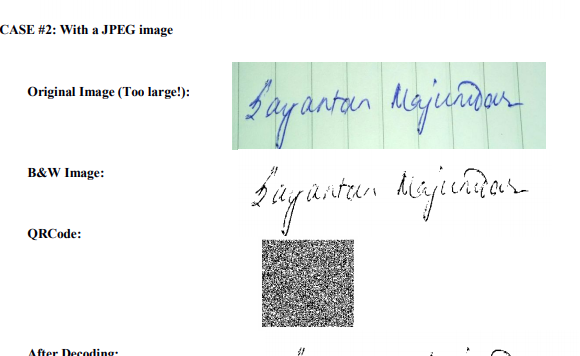 CASE #2: With a JPEG image
Original Image (Too large!):
Sayantan Majumdar
B&W Image:
Sayantan Majumdar
QRCode:
After Decoding: